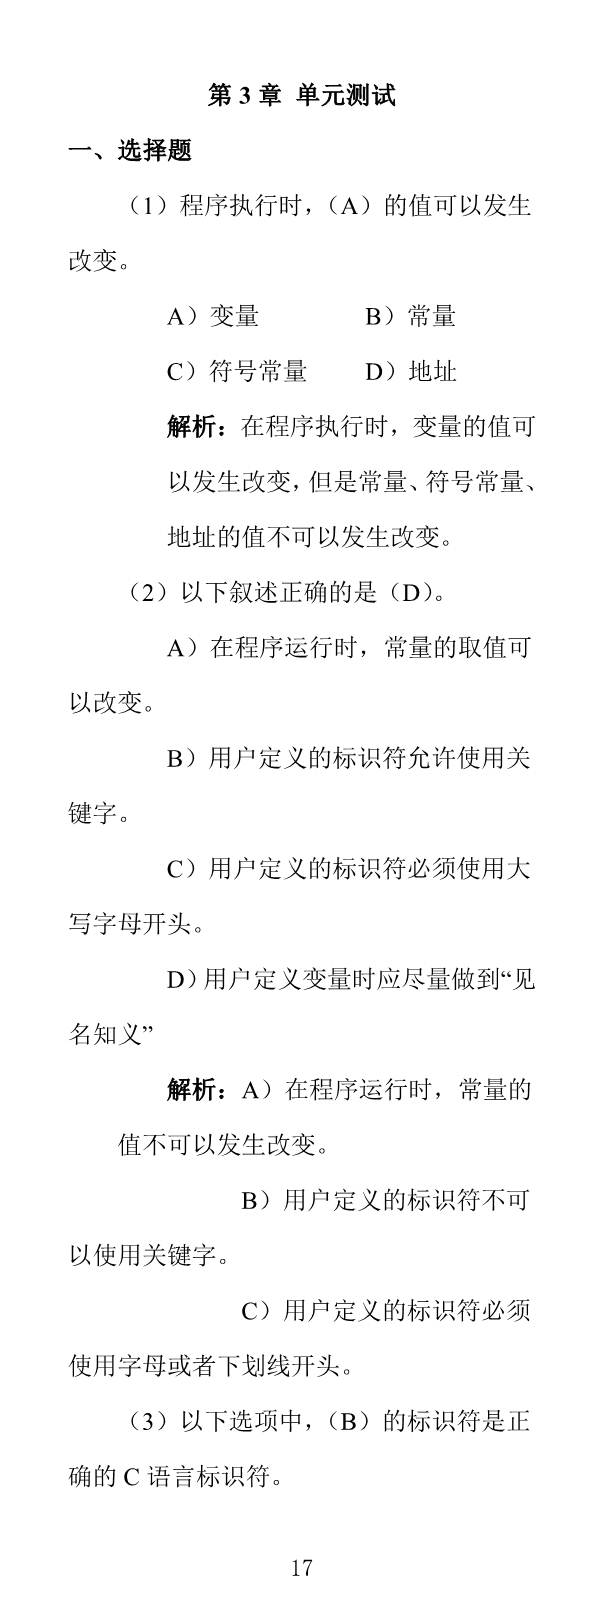 第 3 章 单元测试
一、选择题
（1）程序执行时，（A）的值可以发生
改变。
A）变量 B）常量
C）符号常量 D）地址
解析：在程序执行时，变量的值可
以发生改变，但是常量、符号常量、
地址的值不可以发生改变。
（2）以下叙述正确的是（D）。
A）在程序运行时，常量的取值可
以改变。
B）用户定义的标识符允许使用关
键字。
C）用户定义的标识符必须使用大
写字母开头。
D）用户定义变量时应尽量做到“见
名知义”
解析：A）在程序运行时，常量的
值不可以发生改变。
B）用户定义的标识符不可
以使用关键字。
C）用户定义的标识符必须
使用字母或者下划线开头。
（3）以下选项中，（B）的标识符是正
确的 C 语言标识符。
17